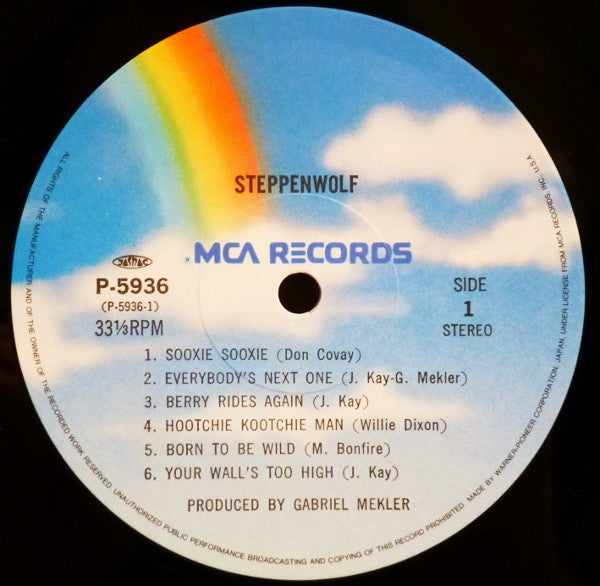 STEPPENWOLF
MCA RECORDS
JASRAC
P-5936
(P-5936-1)
33⅓RPM
SIDE
1
STEREO
1. SOOXIE SOOXIE (Don Covay)
2. EVERYBODY'S NEXT ONE (J. Kay-G. Mekler)
3. BERRY RIDES AGAIN (J. Kay)
4. HOOTCHIE KOOTCHIE MAN (Willie Dixon)
5. BORN TO BE WILD (M. Bonfire)
6. YOUR WALL'S TOO HIGH (J. Kay)
PRODUCED BY GABRIEL MEKLER
ALL RIGHTS OF THE MANUFACTURER AND OF THE OWNER OF THE RECORDED WORK RESERVED. UNAUTHORIZED PUBLIC PERFORMANCE BROADCASTING AND COPYING OF THIS RECORD PROHIBITED. MADE BY WARNER-PIONEER CORPORATION, JAPAN, UNDER LICENSE FROM MCA RECORDS, INC. U.S.A.